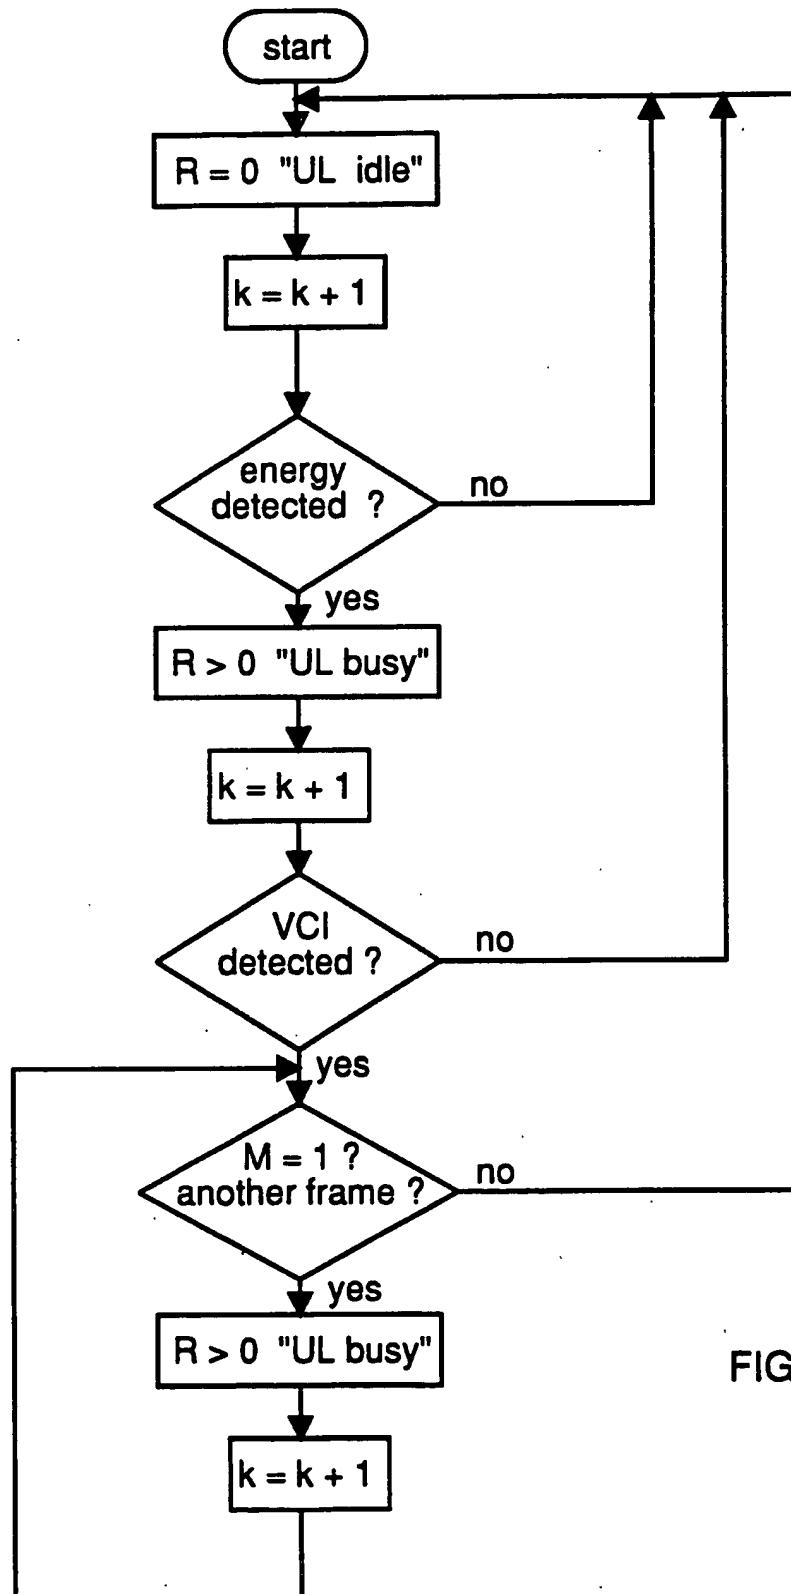 start
R = 0 "UL idle"
k = k + 1
energy
detected ?
no
yes
R > 0 "UL busy"
k = k + 1
VCI
detected ?
no
yes
M = 1 ?
another frame ?
no
yes
R > 0 "UL busy"
FIG
k = k + 1